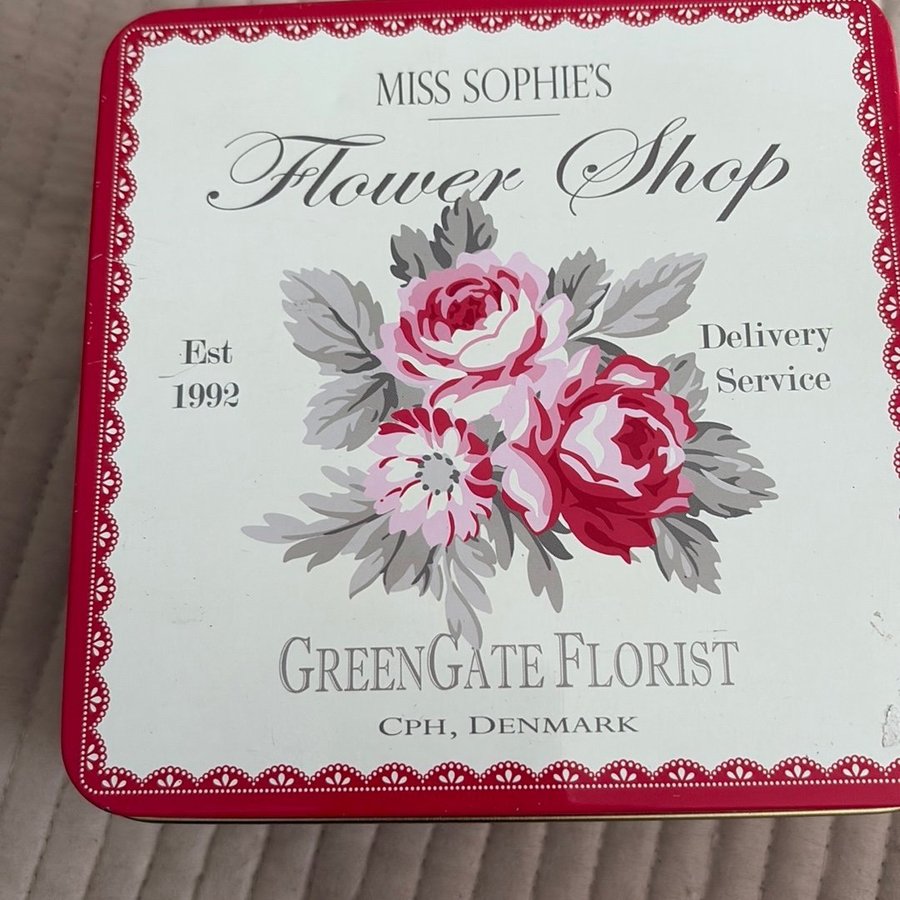 MISS SOPHIE'S
Flower Shop
Est
1992
Delivery
Service
GREENGATE FLORIST
CPH, DENMARK